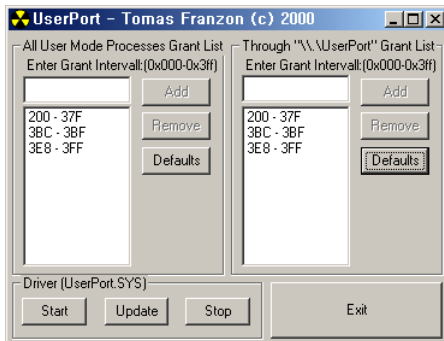 UserPort - Tomas Franzon (c) 2000
All User Mode Processes Grant List
Enter Grant Intervall:(0x000-0x3ff)
Add
200 - 37F
3BC - 3BF
3E8 - 3FF
Remove
Defaults
Through "\\.\UserPort" Grant List
Enter Grant Intervall:(0x000-0x3ff)
Add
200 - 37F
3BC - 3BF
3E8 - 3FF
Remove
Defaults
Driver (UserPort.SYS)
Start Update Stop
Exit